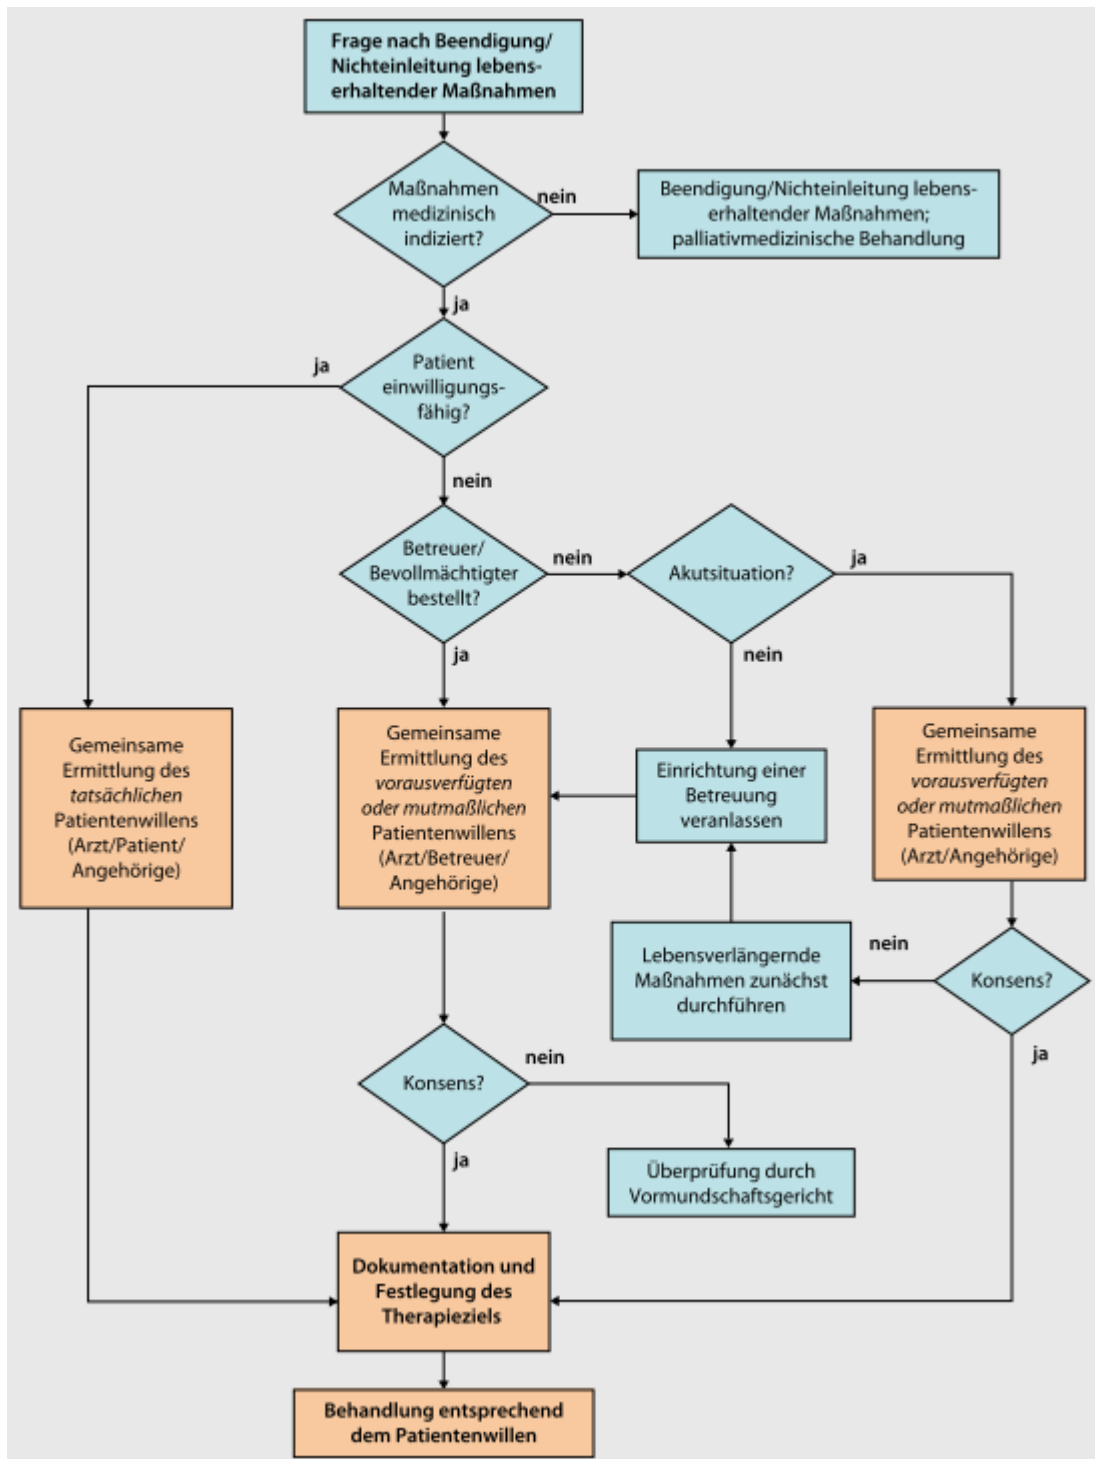 Frage nach Beendigung/
Nichteinleitung lebens-
erhaltender Maßnahmen
Maßnahmen
medizinisch
indiziert?
nein
Beendigung/Nichteinleitung lebens-
erhaltender Maßnahmen;
palliativmedizinische Behandlung
ja
ja
Patient
einwilligungs-
fähig?
nein
Betreuer/
Bevollmächtigter
bestellt?
nein
Akutsituation?
ja
ja
nein
Gemeinsame
Ermittlung des
tatsächlichen
Patientenwillens
(Arzt/Patient/
Angehörige)
Gemeinsame
Ermittlung des
vorausverfügten
oder mutmaßlichen
Patientenwillens
(Arzt/Betreuer/
Angehörige)
Einrichtung einer
Betreuung
veranlassen
Gemeinsame
Ermittlung des
vorausverfügten
oder mutmaßlichen
Patientenwillens
(Arzt/Angehörige)
Lebensverlängernde
Maßnahmen zunächst
durchführen
nein
Konsens?
ja
Konsens?
nein
ja
Überprüfung durch
Vormundschaftsgericht
Dokumentation und
Festlegung des
Therapieziels
Behandlung entsprechend
dem Patientenwillen